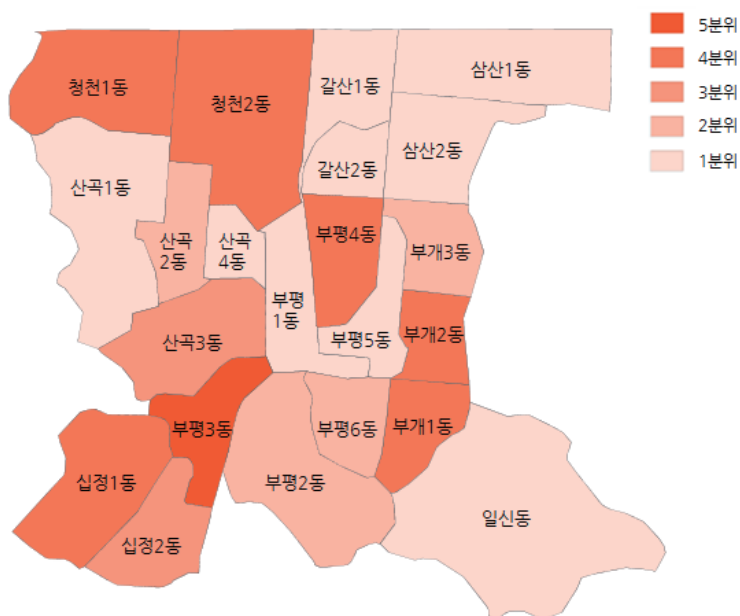 5분위
4분위
3분위
2분위
1분위
청천1동
청천2동
갈산1동
삼산1동
갈산2동
삼산2동
산곡1동
산곡
2동
산곡
4동
부평4동
부개3동
부평
1동
부평5동
부개2동
산곡3동
부평3동
부평6동
부개1동
십정1동
부평2동
일신동
십정2동